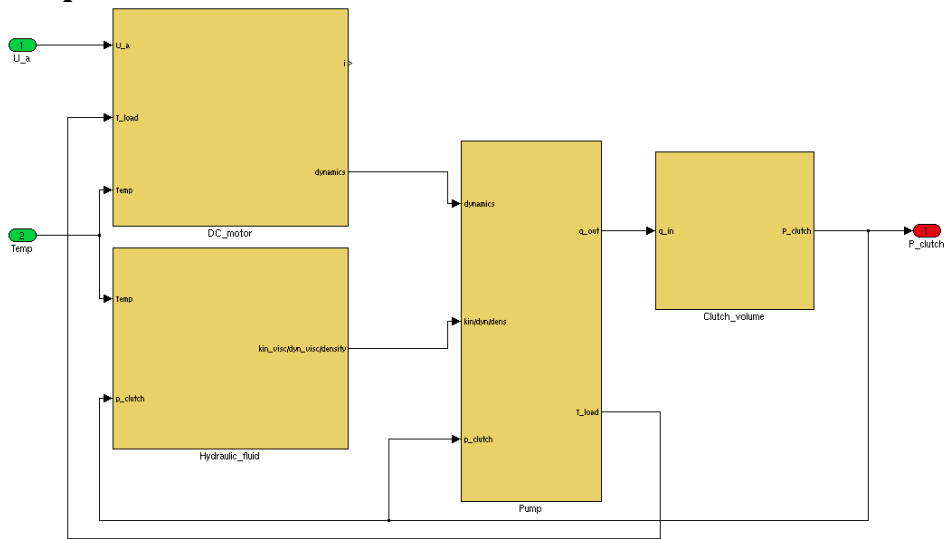 1
U_a
U_a
i
T_load
dynamics
Temp
DC_motor
2
Temp
Temp
kin_visc/dyn_visc/density
p_clutch
Hydraulic_fluid
dynamics
q_out
kin/dyn/dens
T_load
p_clutch
Pump
q_in
P_clutch
Clutch_volume
1
P_clutch